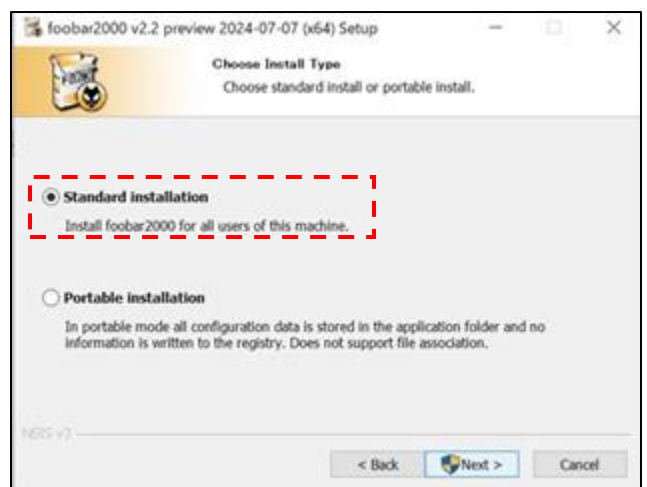 foobar2000 v2.2 preview 2024-07-07 (x64) Setup
Choose Install Type
Choose standard install or portable install.
Standard installation
Install foobar2000 for all users of this machine.
Portable installation
In portable mode all configuration data is stored in the application folder and no
information is written to the registry. Does not support file association.
NSIS v3
< Back Next > Cancel